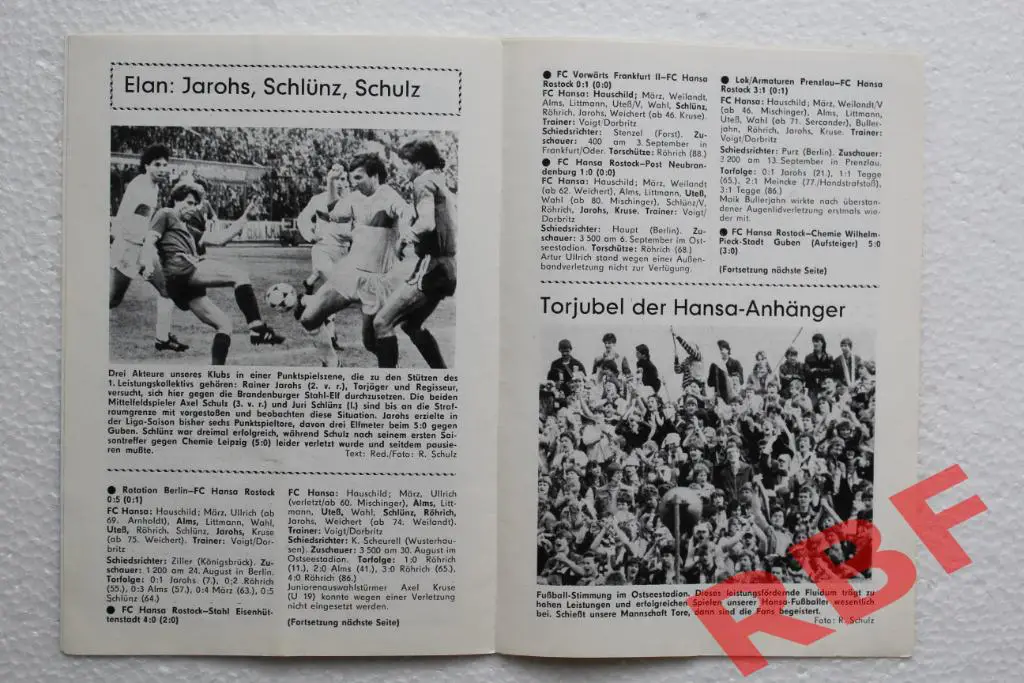 Elan: Jarohs, Schlünz, Schulz
Drei Akteure unseres Klubs in einer Punktspielszene, die zu den Stützen des
1. Leistungskollektivs gehören: Rainer Jarohs (2. v. r.), Torjäger und Regisseur,
versucht, sich hier gegen die Brandenburger Stahl-Elf durchzusetzen. Die beiden
Mittelfeldspieler Axel Schulz (3. v. r.) und Juri Schlünz (l.) sind bis an die Straf-
raumgrenze mit vorgestoßen und beobachten diese Situation. Jarohs erzielte in
der Liga-Saison bisher sechs Punktspieltore, davon drei Elfmeter beim 5:0 gegen
Guben. Schlünz war dreimal erfolgreich, während Schulz nach seinem ersten Sai-
sontreffer gegen Chemie Leipzig (5:0) leider verletzt wurde und seitdem pausie-
ren mußte.
Text: Red./Foto: R. Schulz
● Rotation Berlin—FC Hansa Rostock
0:5 (0:1)
FC Hansa: Hauschild; März, Ullrich (ab
69. Arnholdt), Alms, Littmann, Wahl,
Uteß, Röhrich, Schlünz, Jarohs, Kruse
(ab 75. Weichert). Trainer: Voigt/Dor-
britz
Schiedsrichter: Ziller (Königsbrück). Zu-
schauer: 1 200 am 24. August in Berlin.
Torfolge: 0:1 Jarohs (7.), 0:2 Röhrich
(55.), 0:3 Alms (57.), 0:4 März (63.), 0:5
Schlünz (64.)
● FC Hansa Rostock—Stahl Eisenhüt-
tenstadt 4:0 (2:0)
FC Hansa: Hauschild; März, Ullrich
(verletzt/ab 60. Mischinger), Alms, Litt-
mann, Uteß, Wahl, Schlünz, Röhrich,
Jarohs, Weichert (ab 74. Weilandt).
Trainer: Voigt/Dorbritz
Schiedsrichter: K. Scheurell (Wusterhau-
sen). Zuschauer: 3 500 am 30. August im
Ostseestadion. Torfolge: 1:0 Röhrich
(11.), 2:0 Alms (41.), 3:0 Röhrich (65.),
4:0 Röhrich (86.)
Juniorenauswahlstürmer Axel Kruse
(U 19) konnte wegen einer Verletzung
nicht eingesetzt werden.
(Fortsetzung nächste Seite)
● FC Vorwärts Frankfurt II—FC Hansa
Rostock 0:1 (0:0)
FC Hansa: Hauschild; März, Weilandt,
Alms, Littmann, Uteß/V, Wahl, Schlünz,
Röhrich, Jarohs, Weichert (ab 46. Kruse).
Trainer: Voigt/Dorbritz
Schiedsrichter: Stenzel (Forst). Zu-
schauer: 400 am 3. September in
Frankfurt/Oder. Torschütze: Röhrich (88.)
● FC Hansa Rostock—Post Neubran-
denburg 1:0 (0:0)
FC Hansa: Hauschild; März, Weilandt
(ab 62. Weichert), Alms, Littmann, Uteß,
Wahl (ab 80. Mischinger), Schlünz/V,
Röhrich, Jarohs, Kruse. Trainer: Voigt/
Dorbritz
Schiedsrichter: Haupt (Berlin). Zu-
schauer: 3 500 am 6. September im Ost-
seestadion. Torschütze: Röhrich (68.)
Artur Ullrich stand wegen einer Außen-
bandverletzung nicht zur Verfügung.
● Lok/Armaturen Prenzlau—FC Hansa
Rostock 3:1 (0:1)
FC Hansa: Hauschild; März, Weilandt/V
(ab 46. Mischinger), Alms, Littmann,
Uteß, Wahl (ab 71. Sercander), Buller-
jahn, Röhrich, Jarohs, Kruse. Trainer:
Voigt/Dorbritz
Schiedsrichter: Purz (Berlin). Zuschauer:
3 200 am 13. September in Prenzlau.
Torfolge: 0:1 Jarohs (21.), 1:1 Tegge
(65.), 2:1 Meincke (77./Handstrafstoß),
3:1 Tegge (86.)
Maik Bullerjahn wirkte nach überstan-
dener Augenlidverletzung erstmals wie-
der mit.
● FC Hansa Rostock—Chemie Wilhelm-
Pieck-Stadt Guben (Aufsteiger) 5:0
(3:0)
(Fortsetzung nächste Seite)
Torjubel der Hansa-Anhänger
Fußball-Stimmung im Ostseestadion. Dieses leistungsfördernde Fluidum trägt zu
hohen Leistungen und erfolgreichen Spielen unserer Hansa-Fußballer wesentlich
bei. Schießt unsere Mannschaft Tore, dann sind die Fans begeistert.
Foto: R. Schulz
RBF